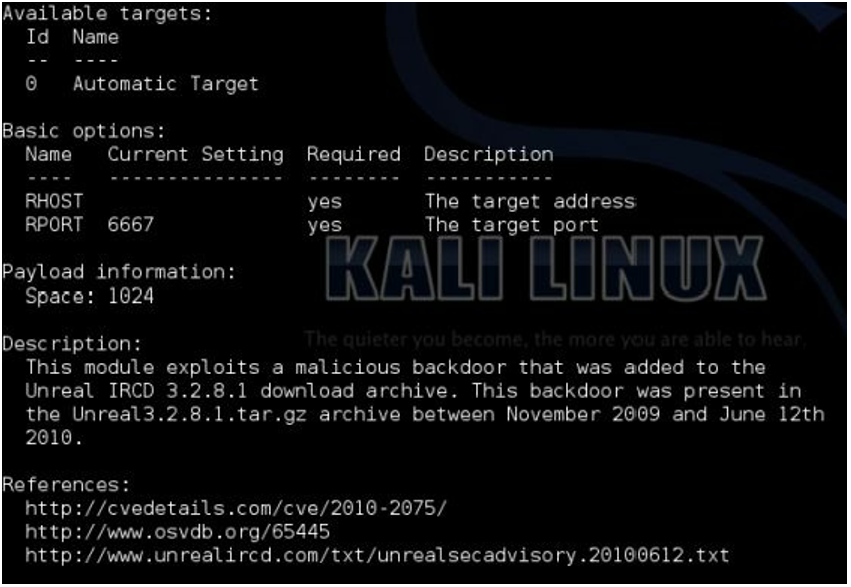 Available targets:
Id Name
-- ----
0 Automatic Target
Basic options:
Name Current Setting Required Description
---- --------------- -------- -----------
RHOST yes The target address
RPORT 6667 yes The target port
KALI LINUX
Payload information:
Space: 1024
The quieter you become, the more you are able to hear.
Description:
This module exploits a malicious backdoor that was added to the
Unreal IRCD 3.2.8.1 download archive. This backdoor was present in
the Unreal3.2.8.1.tar.gz archive between November 2009 and June 12th
2010.
References:
http://cvedetails.com/cve/2010-2075/
http://www.osvdb.org/65445
http://www.unrealircd.com/txt/unrealsecadvisory.20100612.txt